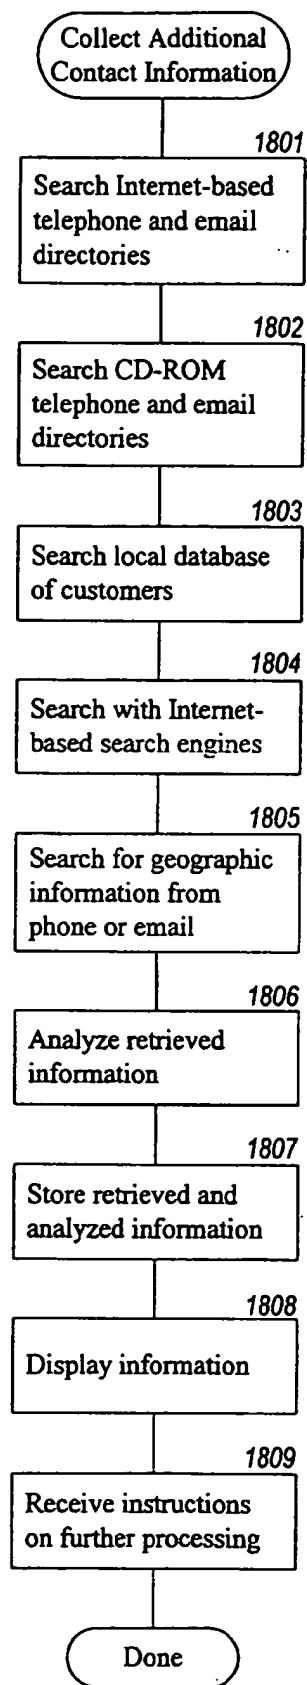 Collect Additional
Contact Information
1801
Search Internet-based
telephone and email
directories
1802
Search CD-ROM
telephone and email
directories
1803
Search local database
of customers
1804
Search with Internet-
based search engines
1805
Search for geographic
information from
phone or email
1806
Analyze retrieved
information
1807
Store retrieved and
analyzed information
1808
Display information
1809
Receive instructions
on further processing
Done